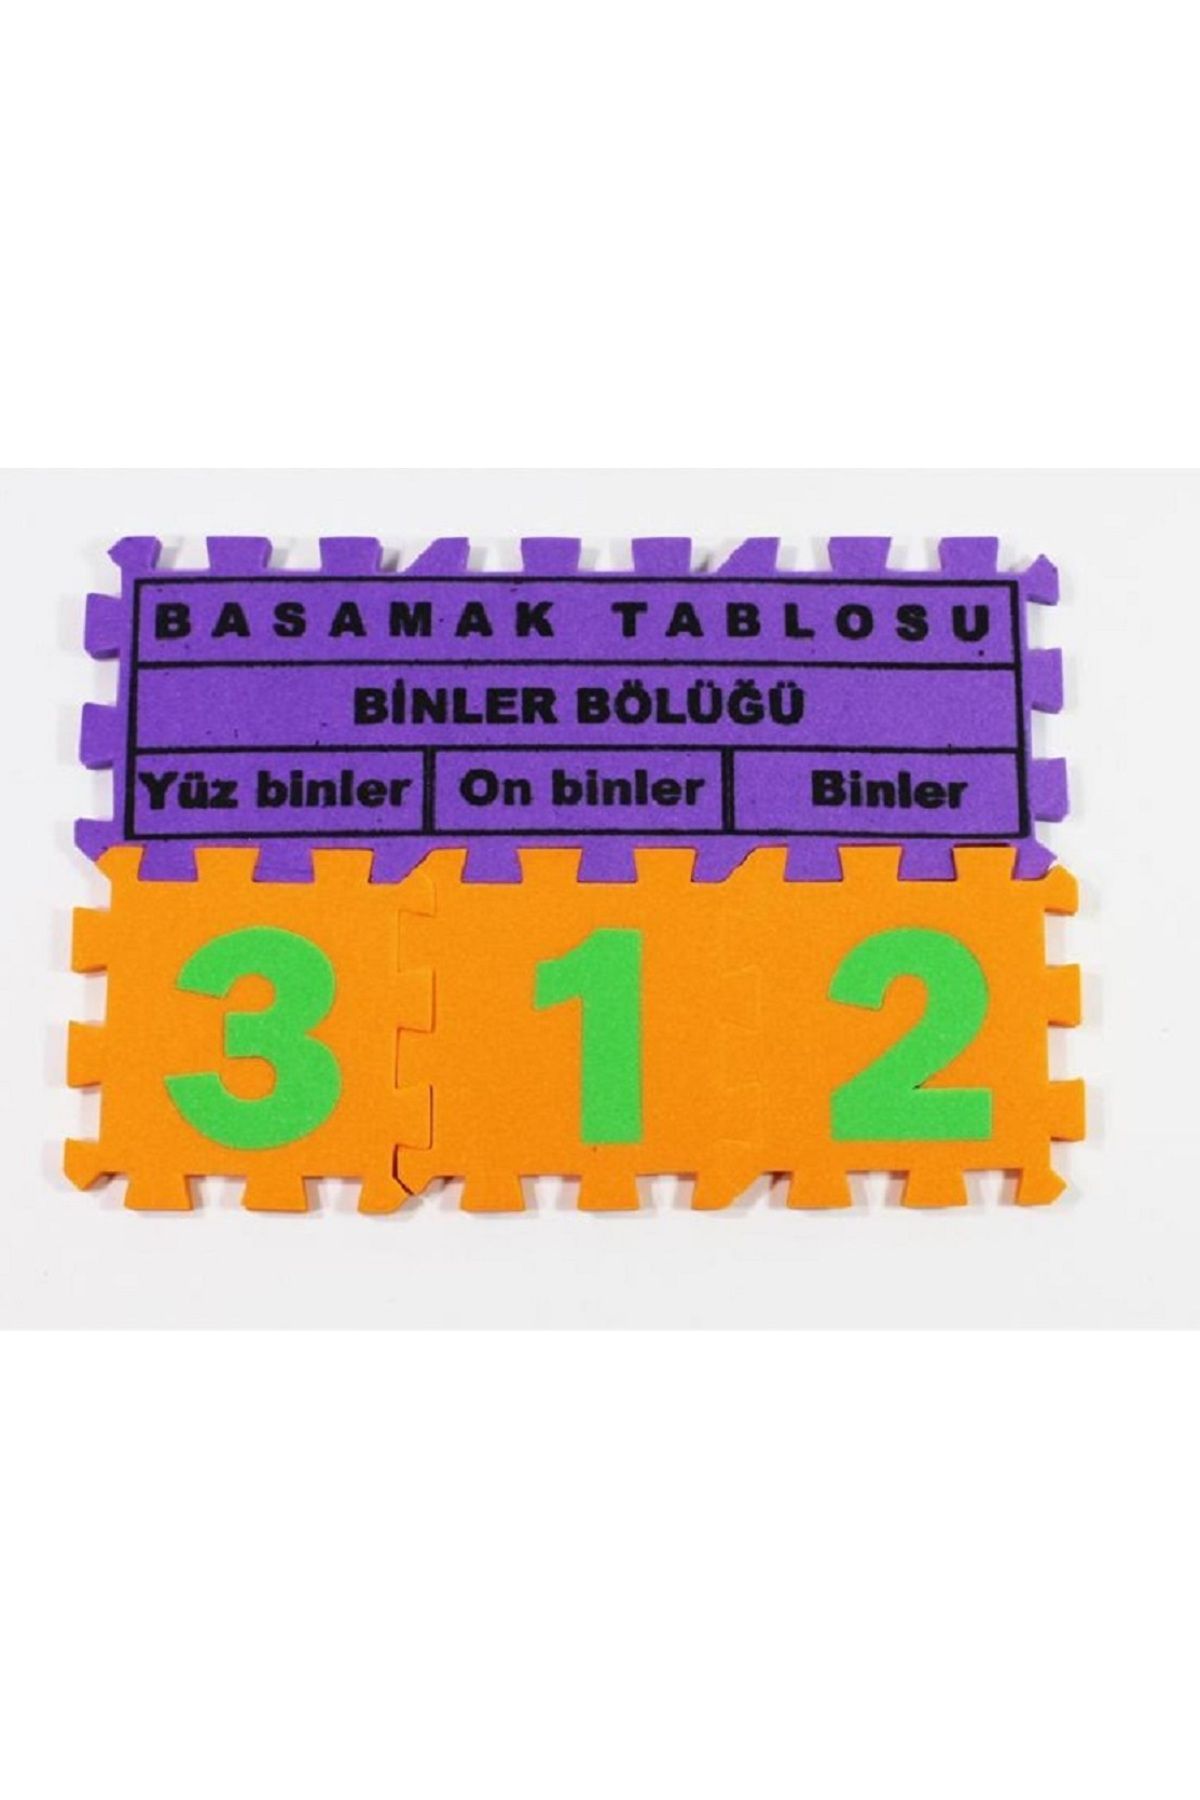 BASAMAK TABLOSU
BİNLER BÖLÜĞÜ
Yüz binler On binler Binler
3 1 2